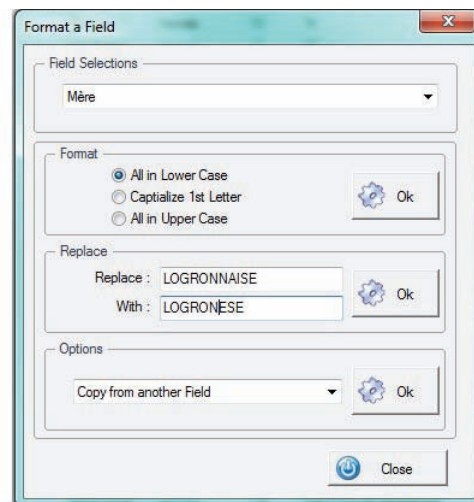 Format a Field
Field Selections
Mère
Format
All in Lower Case
Captialize 1st Letter
All in Upper Case
Ok
Replace
Replace : LOGRONNAISE
With : LOGRONESE
Ok
Options
Copy from another Field
Ok
Close